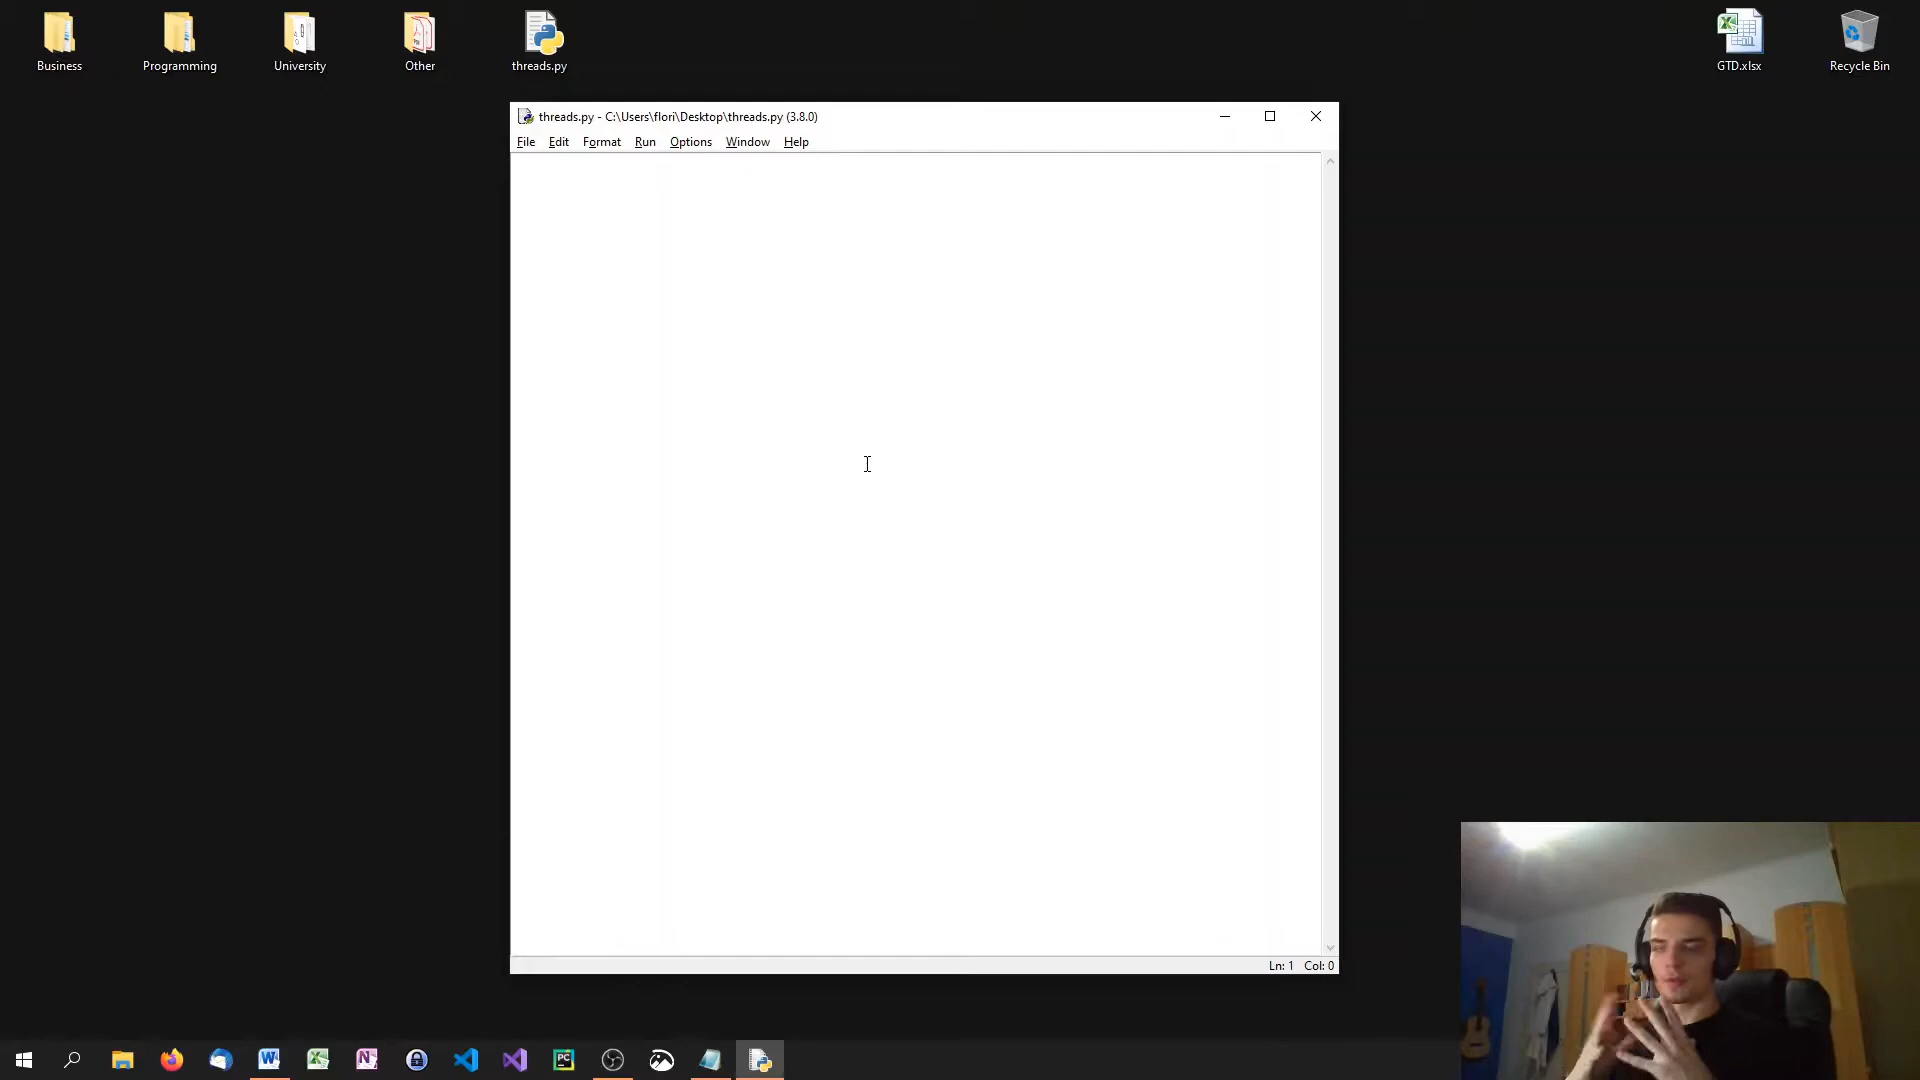 Business
Programming
University
Other
threads.py
GTD.xlsx
Recycle Bin
threads.py - C:\Users\flori\Desktop\threads.py (3.8.0)
File Edit Format Run Options Window Help
Ln: 1 Col: 0